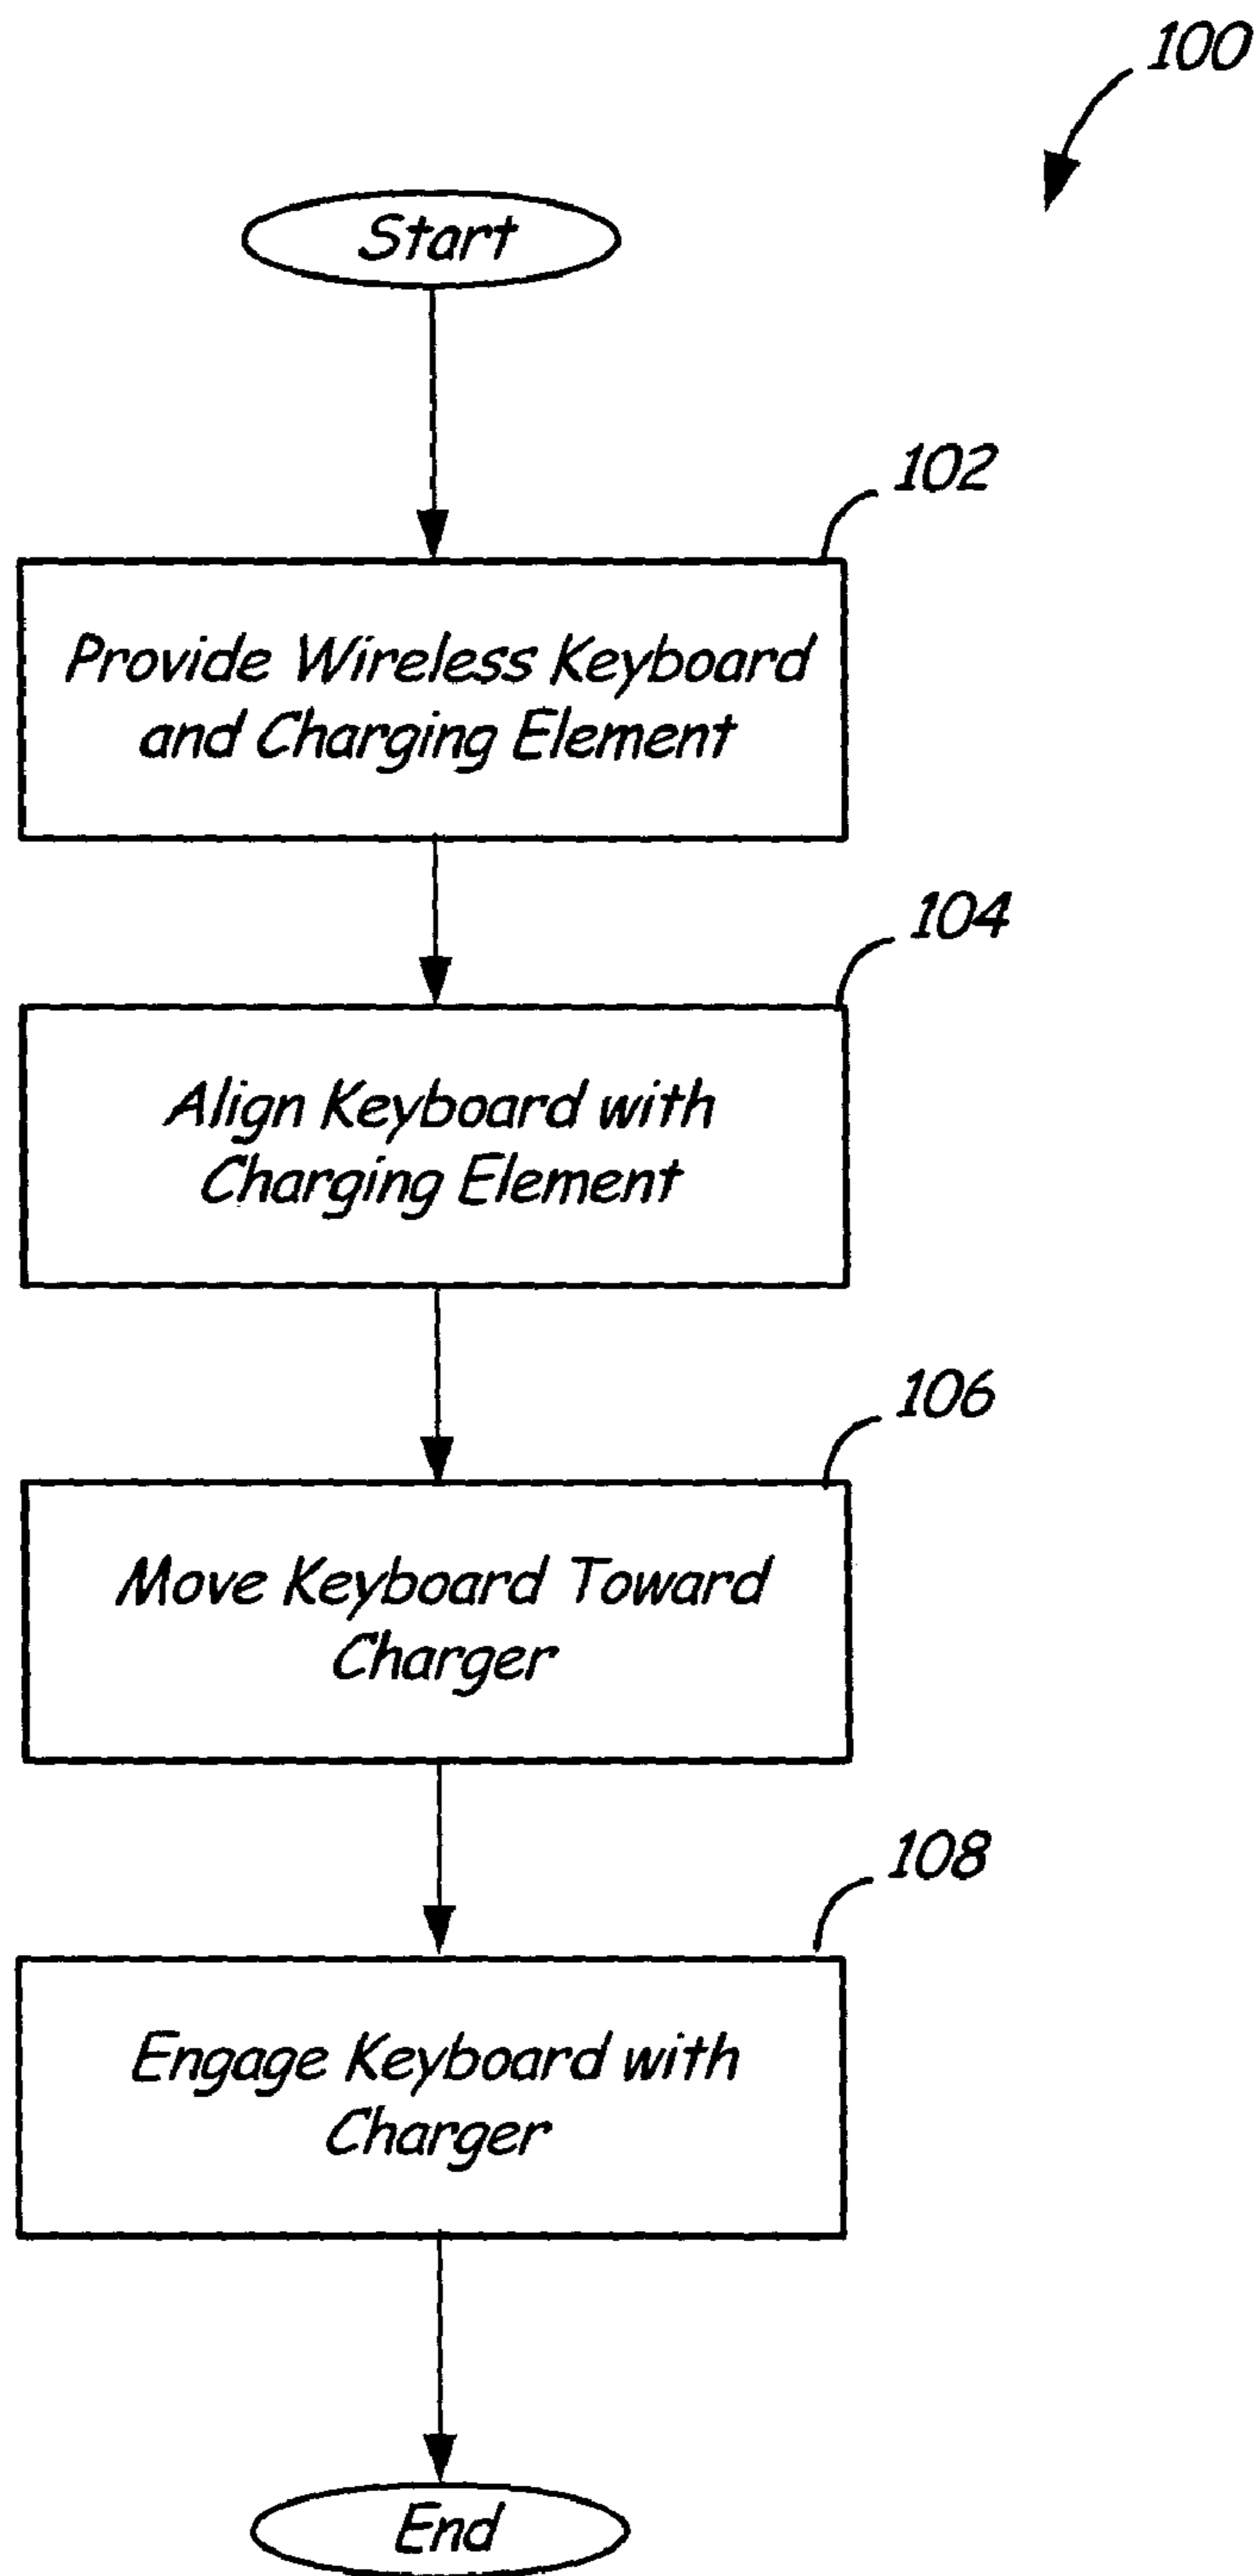 100
Start
102
Provide Wireless Keyboard
and Charging Element
104
Align Keyboard with
Charging Element
106
Move Keyboard Toward
Charger
108
Engage Keyboard with
Charger
End